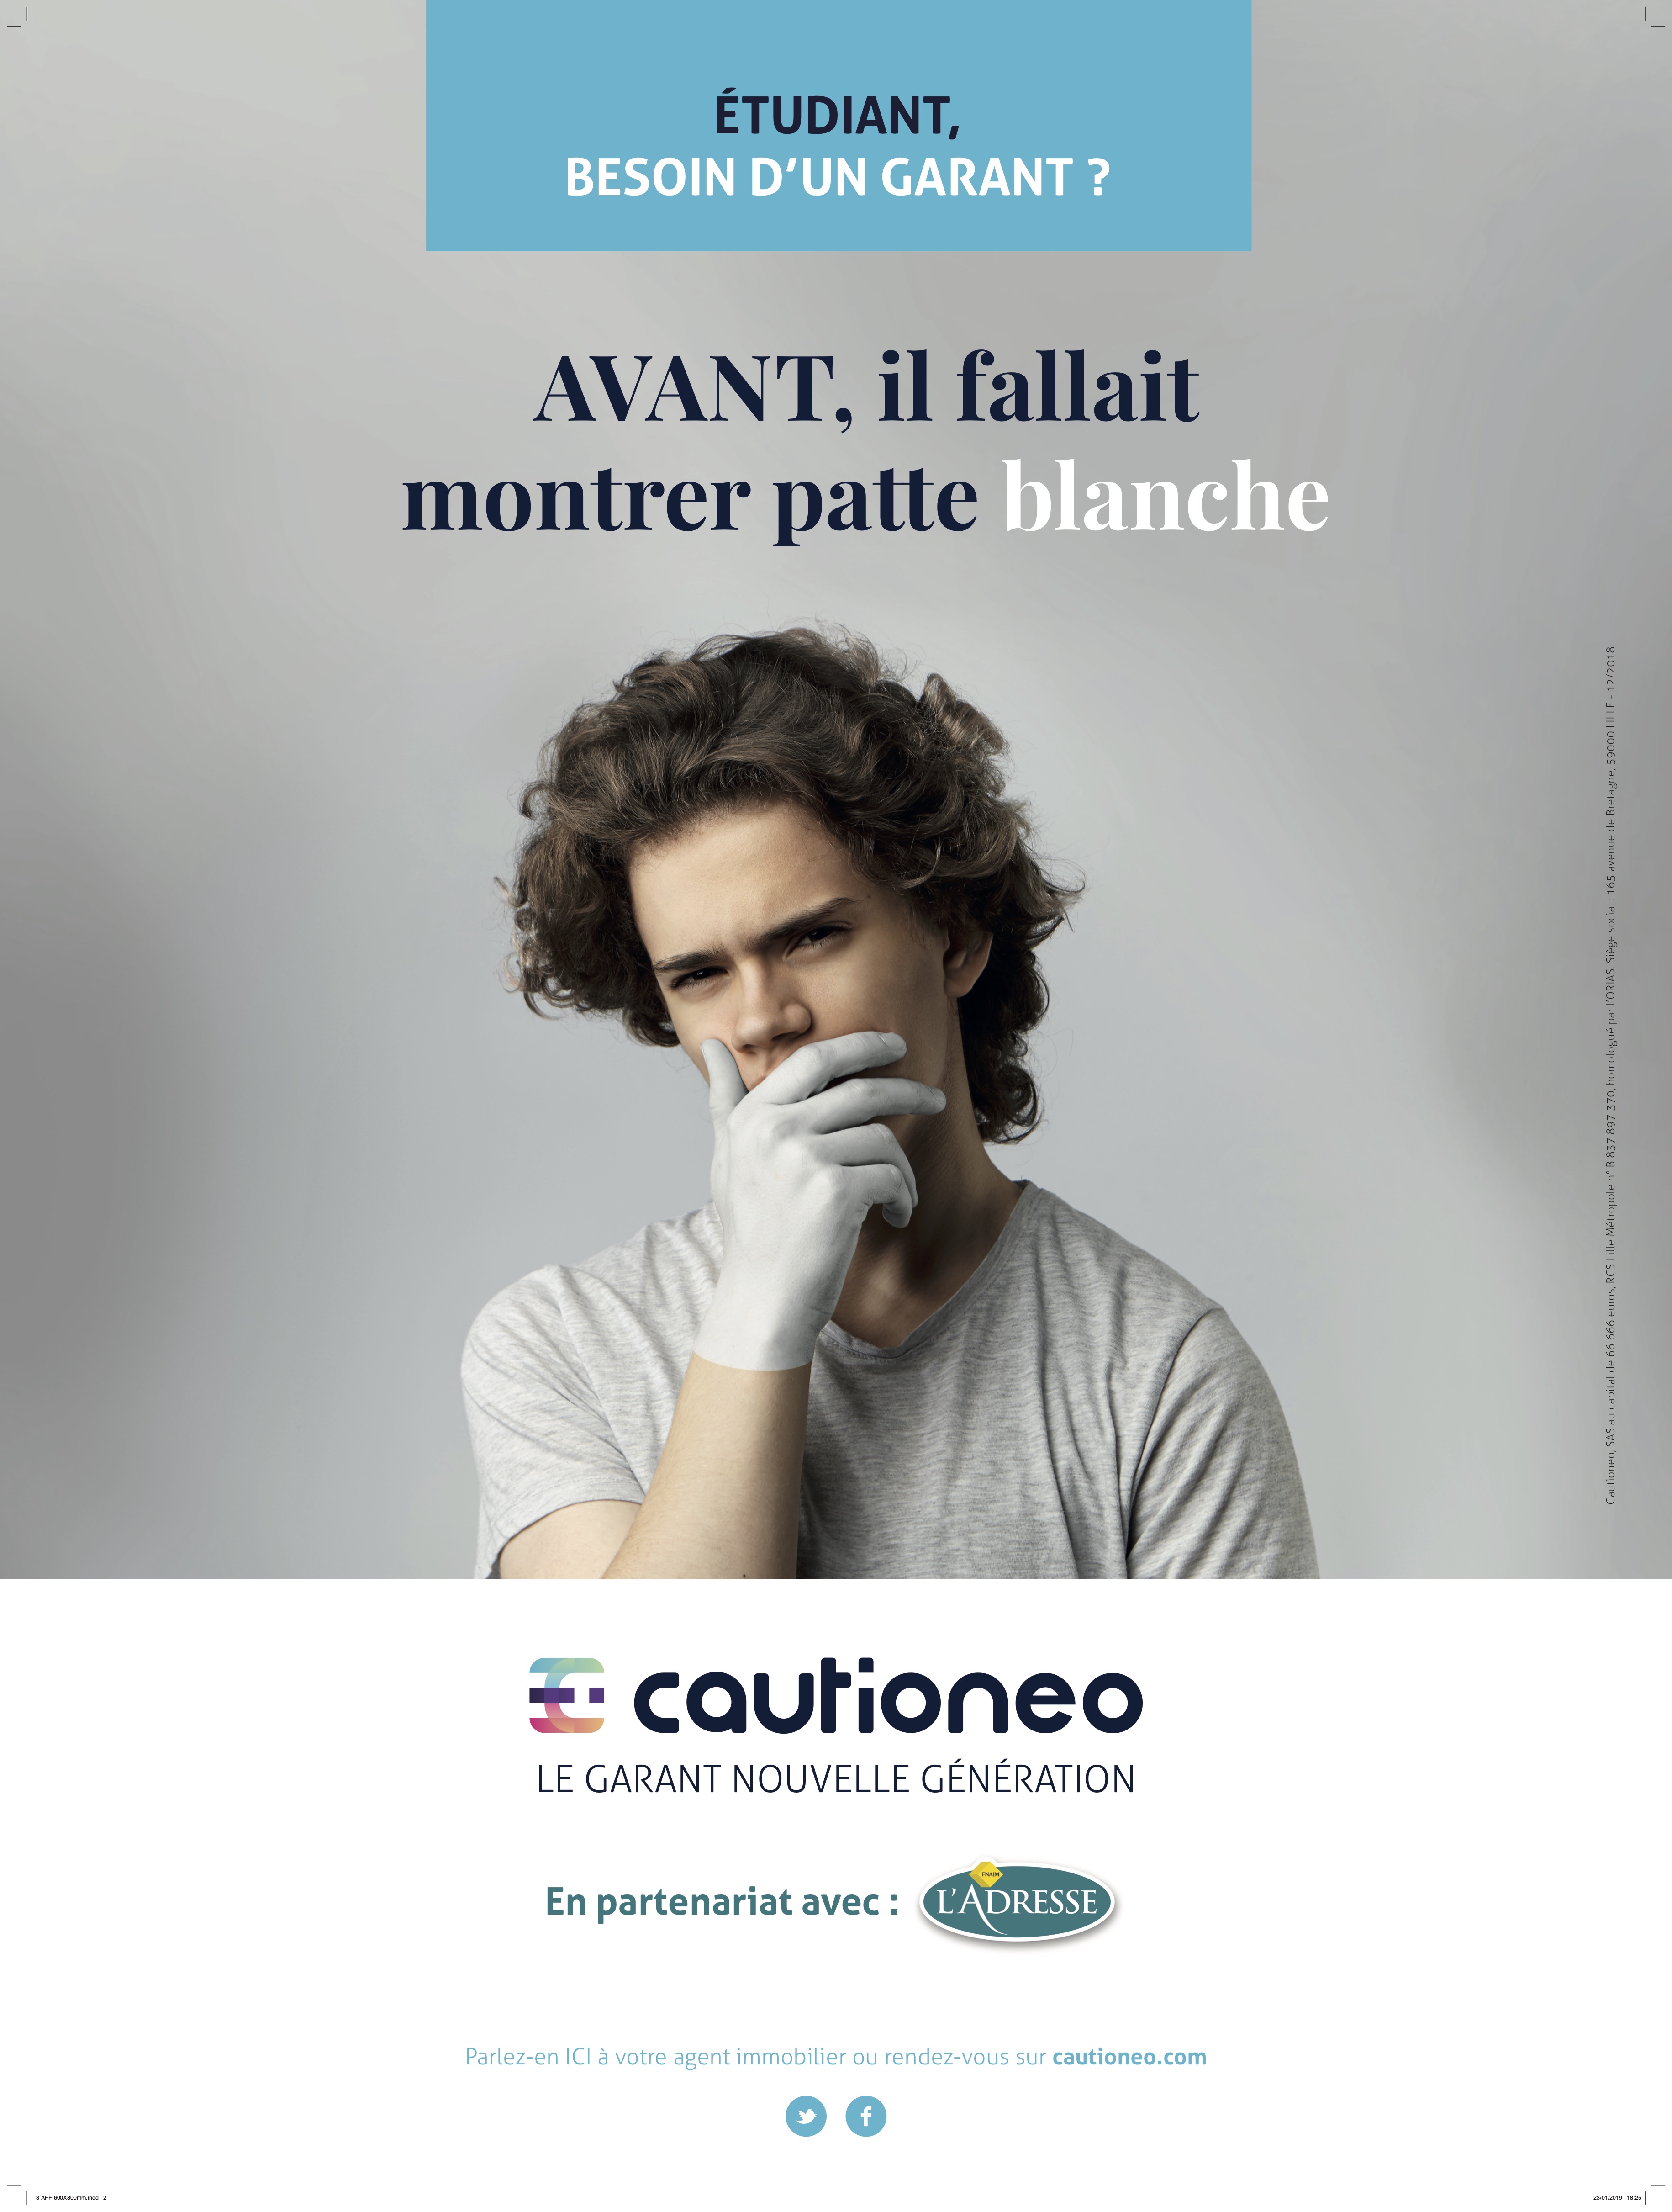 ÉTUDIANT,
BESOIN D’UN GARANT ?
AVANT, il fallait
montrer patte blanche
Cautioneo, SAS au capital de 66 666 euros, RCS Lille Métropole n° B 837 897 370, homologué par l’ORIAS. Siège social : 165 avenue de Bretagne, 59000 LILLE - 12/2018.
cautioneo
LE GARANT NOUVELLE GÉNÉRATION
En partenariat avec :
FNAIM
L’ADRESSE
Parlez-en ICI à votre agent immobilier ou rendez-vous sur cautioneo.com
3 AFF-600X800mm.indd 2
23/01/2019 18:25